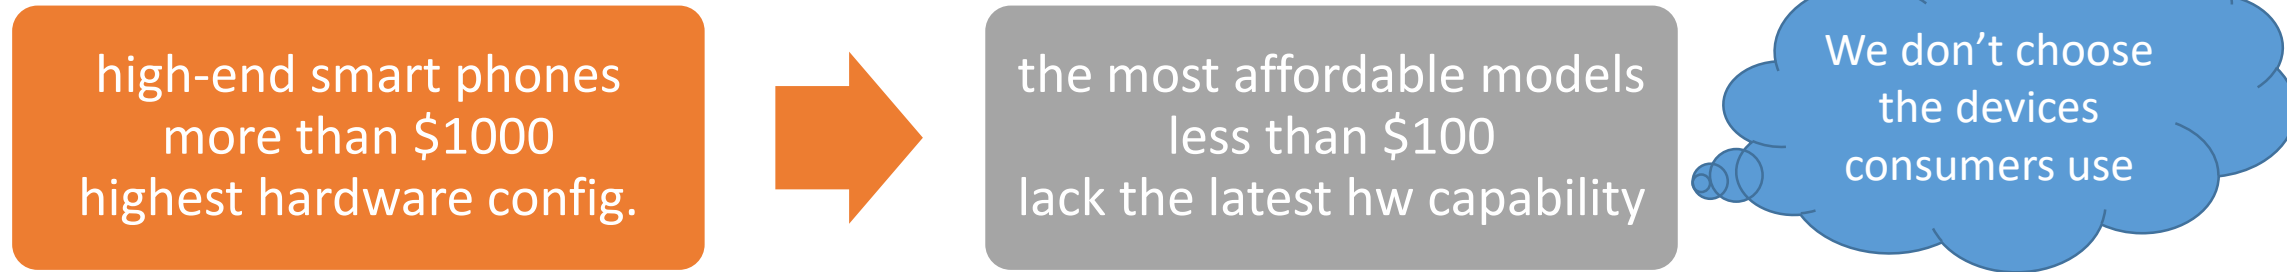 high-end smart phones
more than $1000
highest hardware config.
the most affordable models
less than $100
lack the latest hw capability
We don’t choose
the devices
consumers use